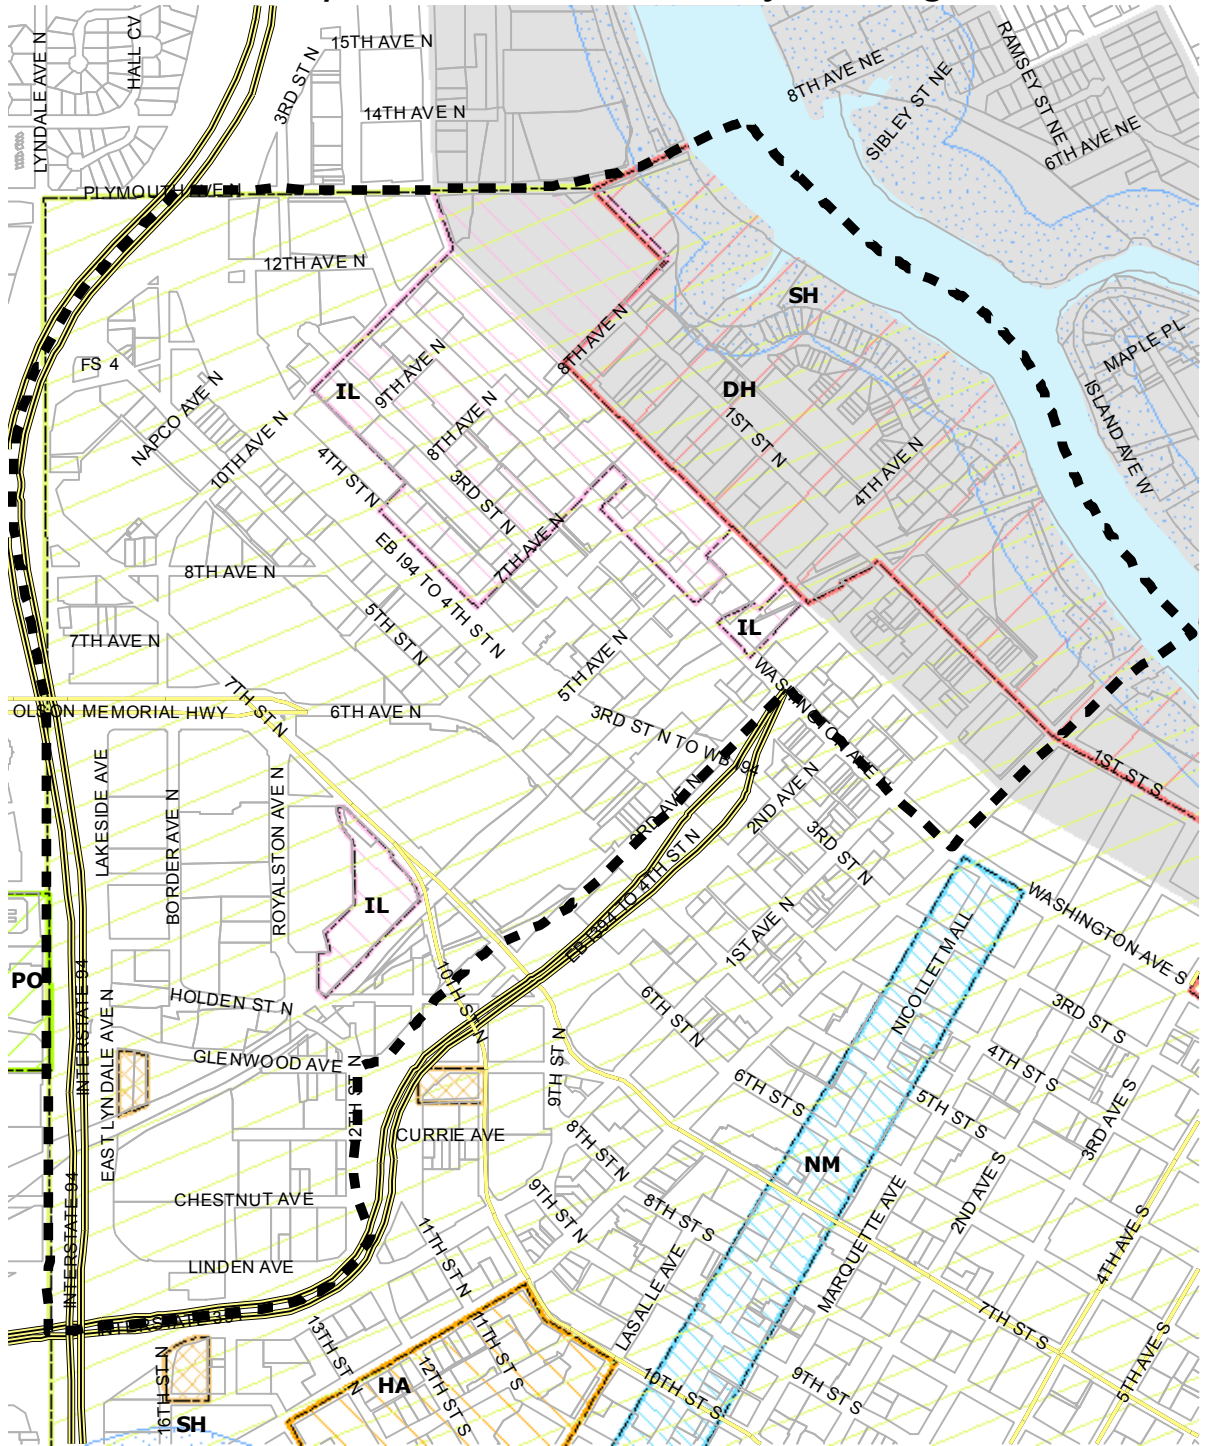 LYNDALE AVE N
HALL CV
3RD ST N
15TH AVE N
14TH AVE N
8TH AVE NE
SIBLEY ST NE
RAMSEY ST NE
6TH AVE NE
PLYMOUTH AVE N
12TH AVE N
SH
MAPLE PL
ISLAND AVE W
FS 4
IL
9TH AVE N
8TH AVE N
DH
1ST ST N
NAPCO AVE N
10TH AVE N
4TH ST N
8TH AVE N
3RD ST N
4TH AVE N
7TH AVE N
EB I94 TO 4TH ST N
8TH AVE N
5TH ST N
7TH AVE N
IL
5TH AVE N
WASHINGTON AVE N
7TH ST N
OLSON MEMORIAL HWY
6TH AVE N
3RD ST N TO WB I94
1ST ST S
LAKESIDE AVE
BORDER AVE N
ROYALSTON AVE N
3RD AVE N
2ND AVE N
3RD ST N
EB I394 TO 4TH ST N
IL
1ST AVE N
NICOLLET MALL
WASHINGTON AVE S
PO
INTERSTATE 94
EAST LYNDALE AVE N
HOLDEN ST N
10TH ST N
6TH ST N
3RD ST S
GLENWOOD AVE
12TH ST N
9TH ST N
4TH ST S
6TH ST S
5TH ST S
3RD AVE S
CURRIE AVE
8TH ST N
NM
CHESTNUT AVE
9TH ST N
8TH ST S
MARQUETTE AVE
2ND AVE S
4TH AVE S
INTERSTATE 94
LINDEN AVE
11TH ST N
LASALLE AVE
INTERSTATE 394
13TH ST N
11TH ST S
7TH ST S
5TH AVE S
16TH ST N
HA
12TH ST S
10TH ST S
9TH ST S
SH